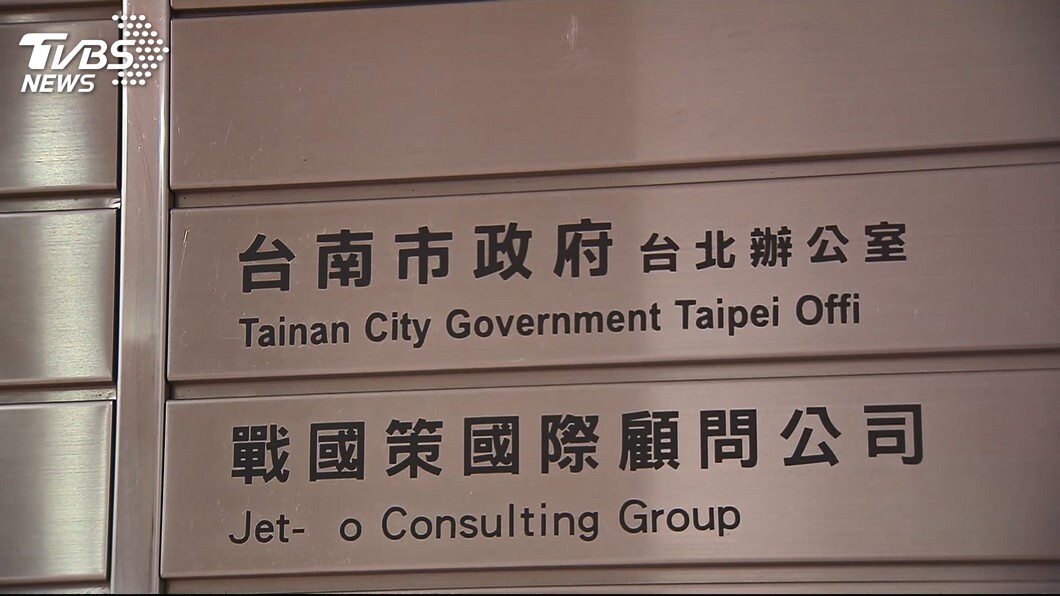 TVBS
NEWS
台南市政府 台北辦公室
Tainan City Government Taipei Offi
戰國策國際顧問公司
Jet- o Consulting Group